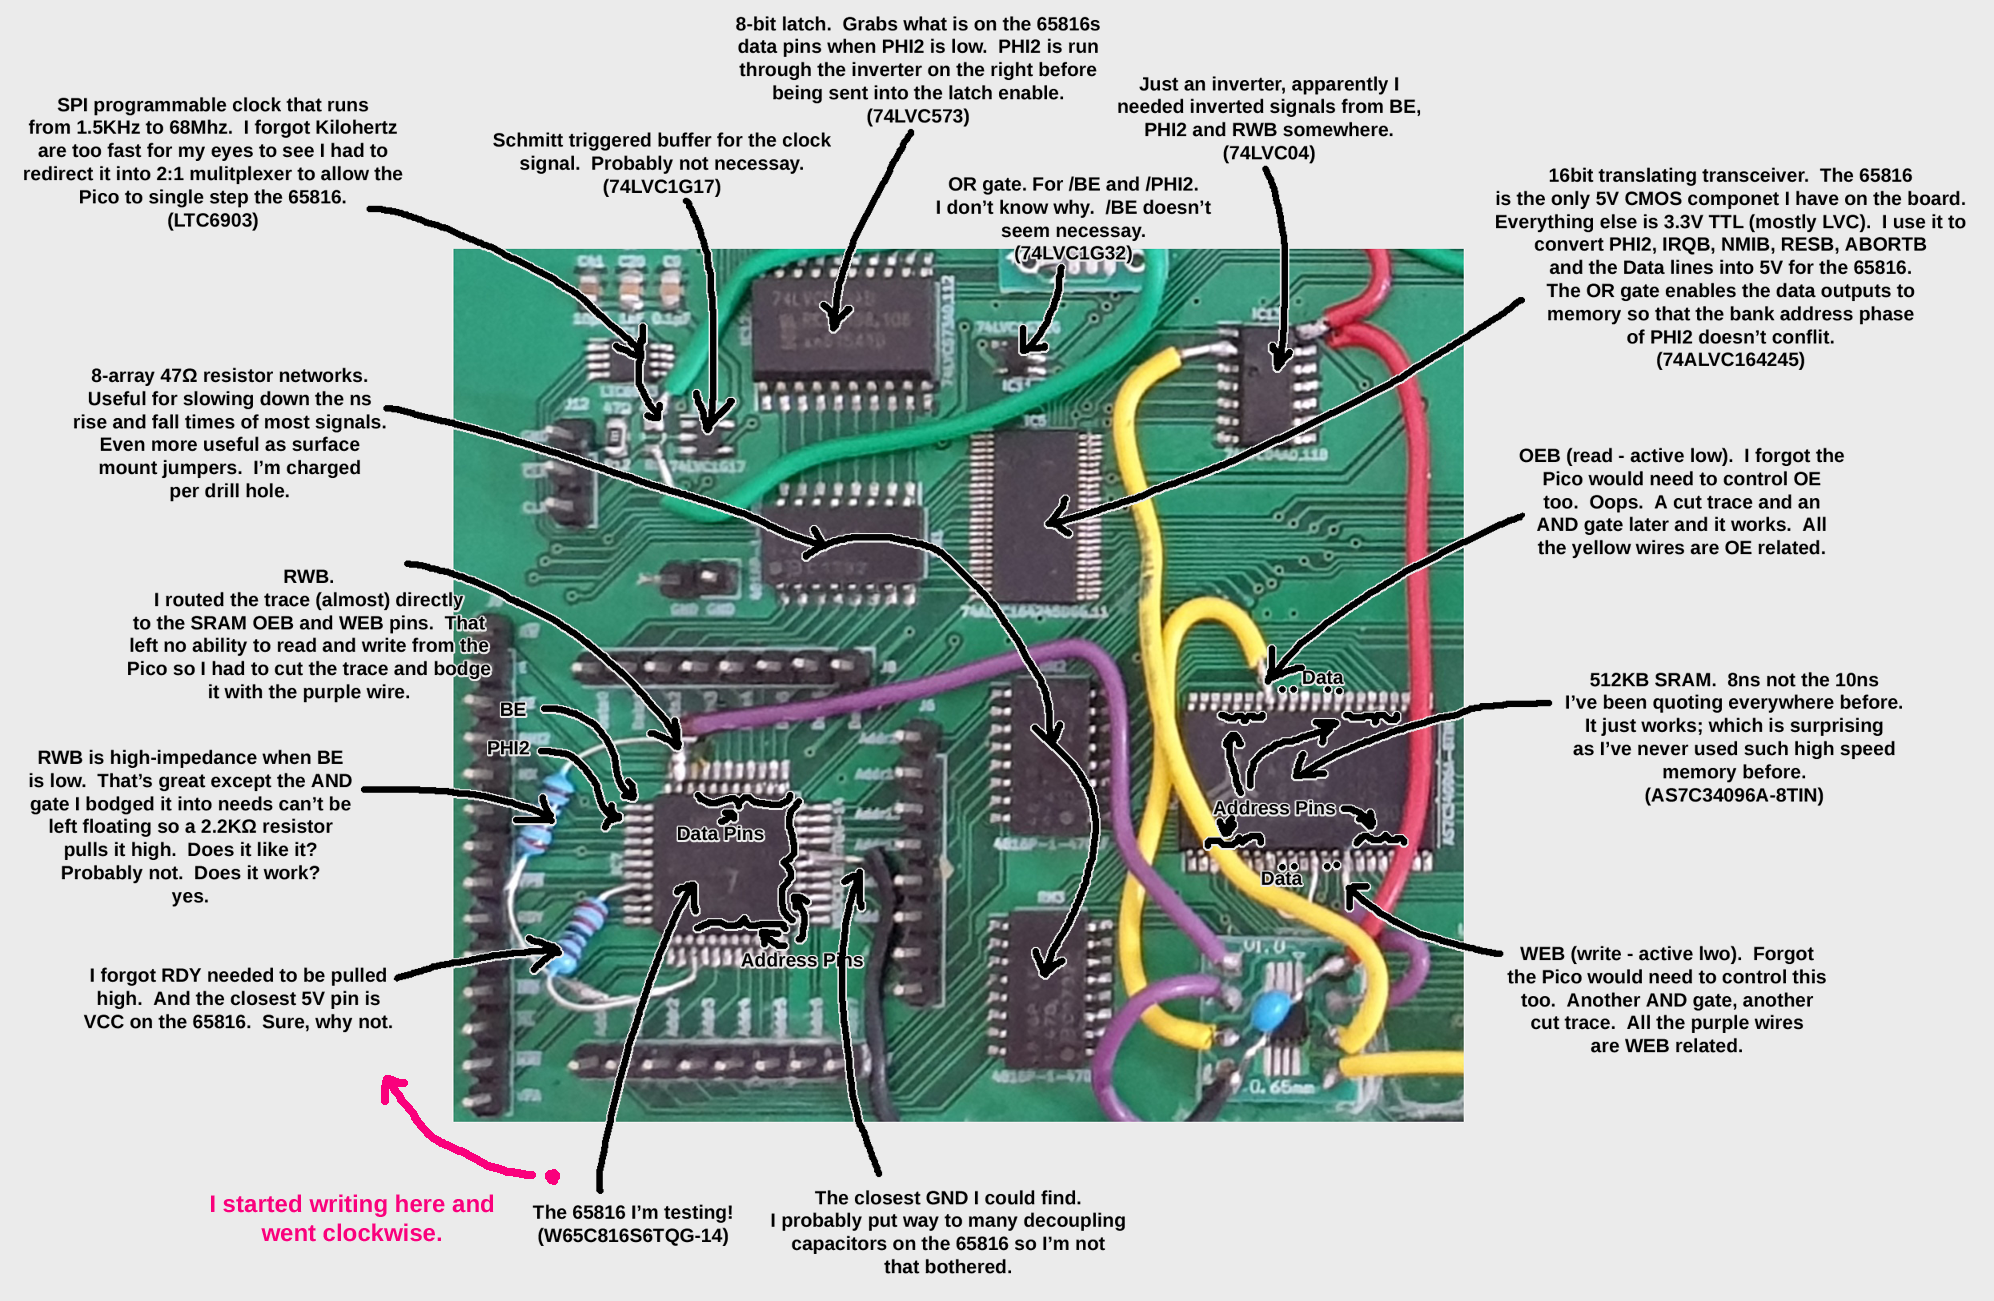 8-bit latch.  Grabs what is on the 65816s
data pins when PHI2 is low.  PHI2 is run
through the inverter on the right before
being sent into the latch enable.
(74LVC573)
Just an inverter, apparently I
needed inverted signals from BE,
PHI2 and RWB somewhere.
(74LVC04)
SPI programmable clock that runs
from 1.5KHz to 68Mhz.  I forgot Kilohertz
are too fast for my eyes to see I had to
redirect it into 2:1 mulitplexer to allow the
Pico to single step the 65816.
(LTC6903)
Schmitt triggered buffer for the clock
signal.  Probably not necessay.
(74LVC1G17)
OR gate. For /BE and /PHI2.
I don't know why.  /BE doesn't
seem necessay.
(74LVC1G32)
16bit translating transceiver.  The 65816
is the only 5V CMOS componet I have on the board.
Everything else is 3.3V TTL (mostly LVC).  I use it to
convert PHI2, IRQB, NMIB, RESB, ABORTB
and the Data lines into 5V for the 65816.
The OR gate enables the data outputs to
memory so that the bank address phase
of PHI2 doesn't conflit.
(74ALVC164245)
8-array 47Ω resistor networks.
Useful for slowing down the ns
rise and fall times of most signals.
Even more useful as surface
mount jumpers.  I'm charged
per drill hole.
OEB (read - active low).  I forgot the
Pico would need to control OE
too.  Oops.  A cut trace and an
AND gate later and it works.  All
the yellow wires are OE related.
RWB.
I routed the trace (almost) directly
to the SRAM OEB and WEB pins.  That
left no ability to read and write from the
Pico so I had to cut the trace and bodge
it with the purple wire.
BE
PHI2
512KB SRAM.  8ns not the 10ns
I've been quoting everywhere before.
It just works; which is surprising
as I've never used such high speed
memory before.
(AS7C34096A-8TIN)
RWB is high-impedance when BE
is low.  That's great except the AND
gate I bodged it into needs can't be
left floating so a 2.2KΩ resistor
pulls it high.  Does it like it?
Probably not.  Does it work?
yes.
Data
Address Pins
Data
Data Pins
Address Pins
I forgot RDY needed to be pulled
high.  And the closest 5V pin is
VCC on the 65816.  Sure, why not.
WEB (write - active lwo).  Forgot
the Pico would need to control this
too.  Another AND gate, another
cut trace.  All the purple wires
are WEB related.
I started writing here and
went clockwise.
The 65816 I'm testing!
(W65C816S6TQG-14)
The closest GND I could find.
I probably put way to many decoupling
capacitors on the 65816 so I'm not
that bothered.
J12
74LVC1G17
IC5
GND GND
J8
J6
7
4816P-1-470
V1.0
0.65mm
VPA